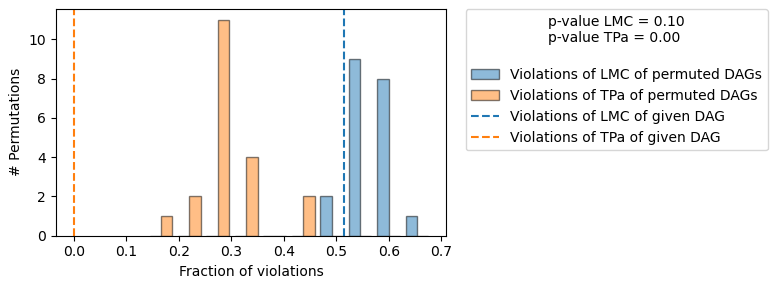 10
8
6
4
2
0
# Permutations
0.0 0.1 0.2 0.3 0.4 0.5 0.6 0.7
Fraction of violations
p-value LMC = 0.10
p-value TPa = 0.00
Violations of LMC of permuted DAGs
Violations of TPa of permuted DAGs
Violations of LMC of given DAG
Violations of TPa of given DAG